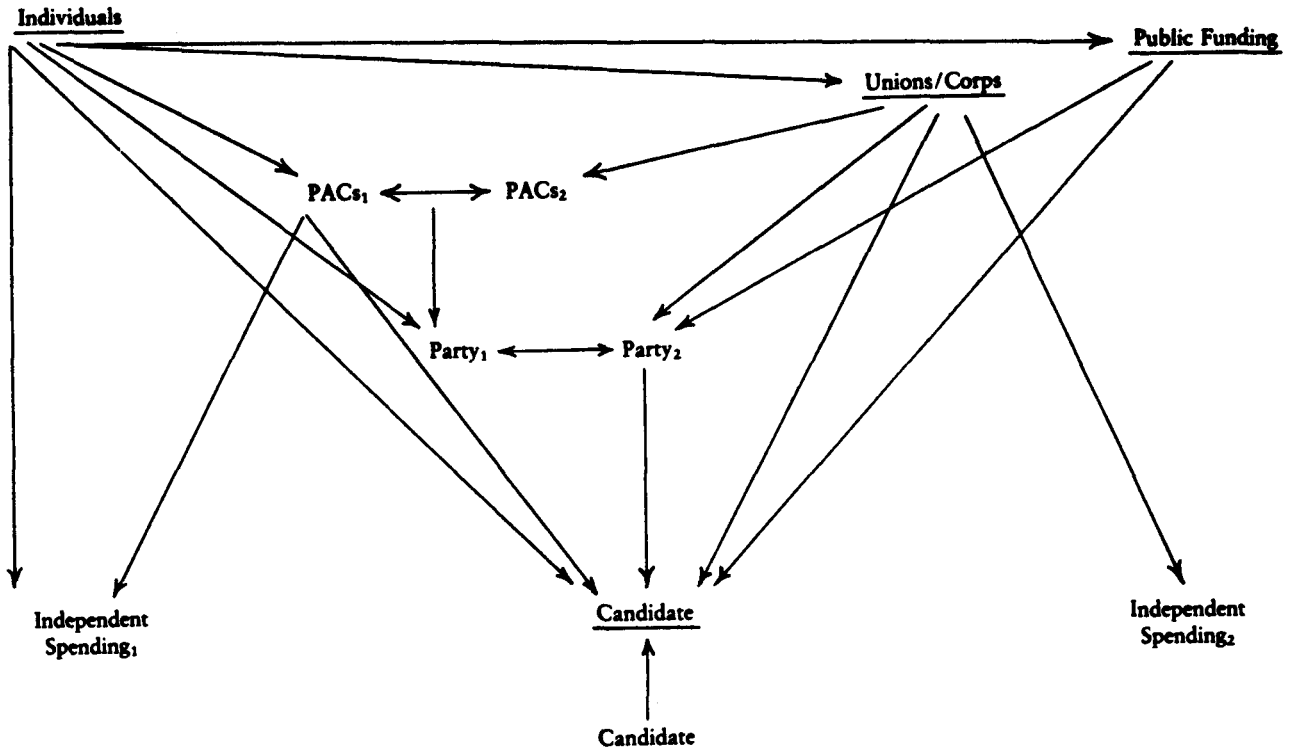 Individuals
Public Funding
Unions/Corps
PACs₁
PACs₂
Party₁
Party₂
Independent
Spending₁
Candidate
Independent
Spending₂
Candidate